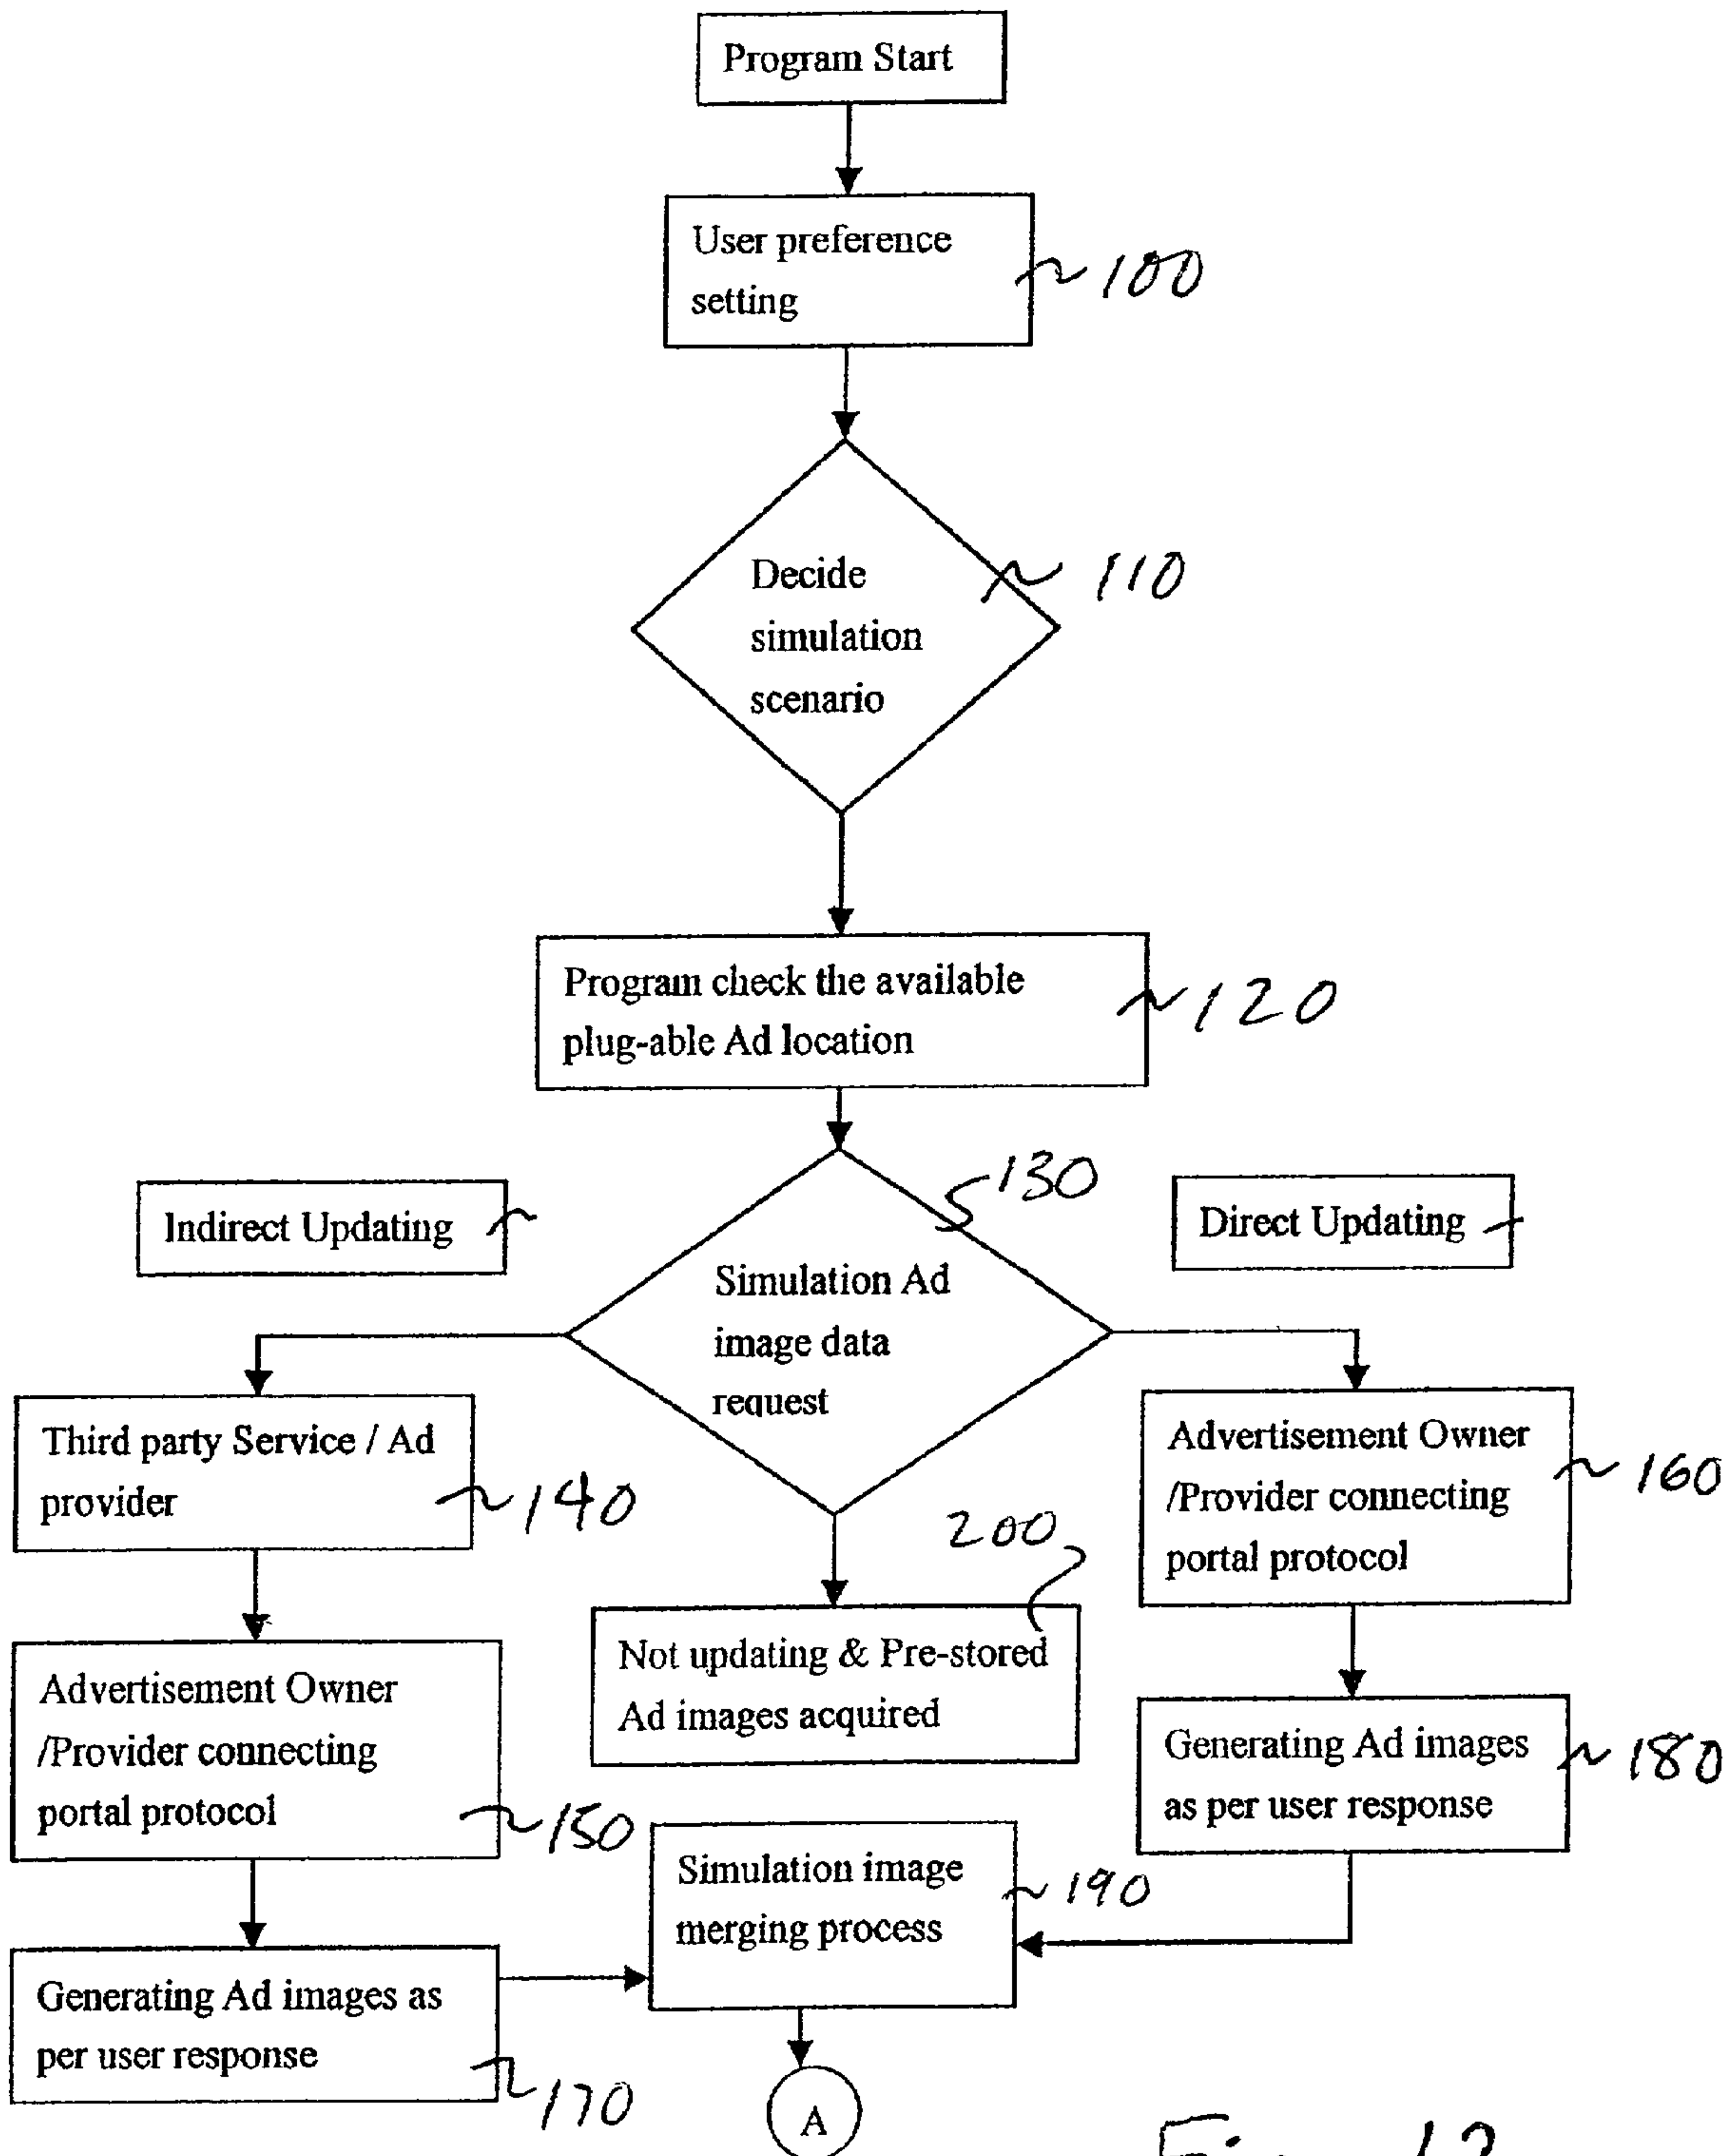 Program Start
User preference
setting
100
Decide
simulation
scenario
110
Program check the available
plug-able Ad location
120
130
Indirect Updating
Direct Updating
Simulation Ad
image data
request
Third party Service / Ad
provider
140
Advertisement Owner
/Provider connecting
portal protocol
160
200
Not updating & Pre-stored
Ad images acquired
Advertisement Owner
/Provider connecting
portal protocol
150
Generating Ad images
as per user response
180
Simulation image
merging process
190
Generating Ad images as
per user response
170
A